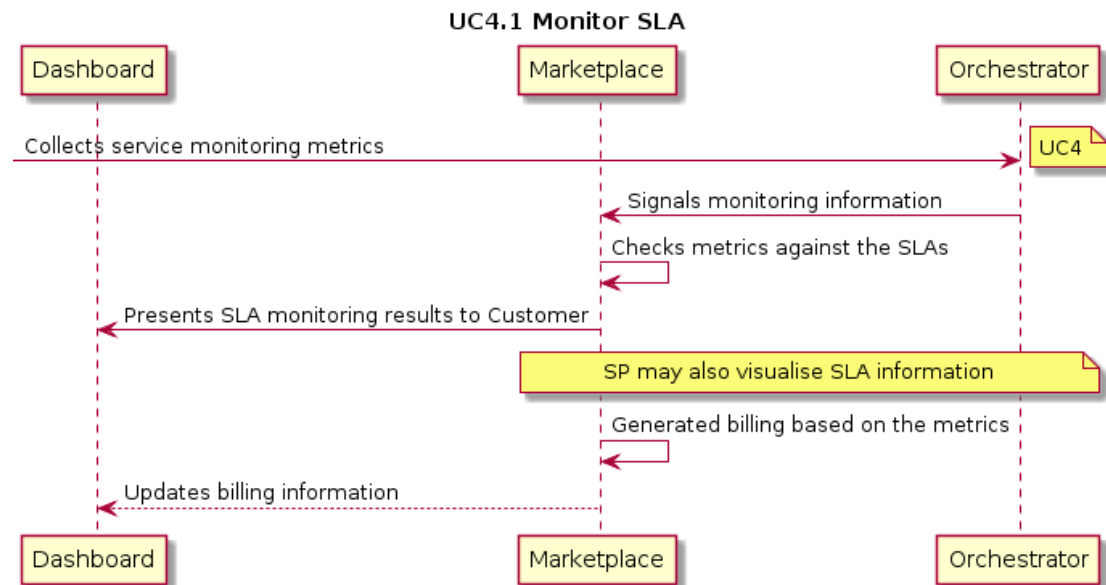 UC4.1 Monitor SLA
Dashboard
Marketplace
Orchestrator
Collects service monitoring metrics
UC4
Signals monitoring information
Checks metrics against the SLAs
Presents SLA monitoring results to Customer
SP may also visualise SLA information
Generated billing based on the metrics
Updates billing information
Dashboard
Marketplace
Orchestrator